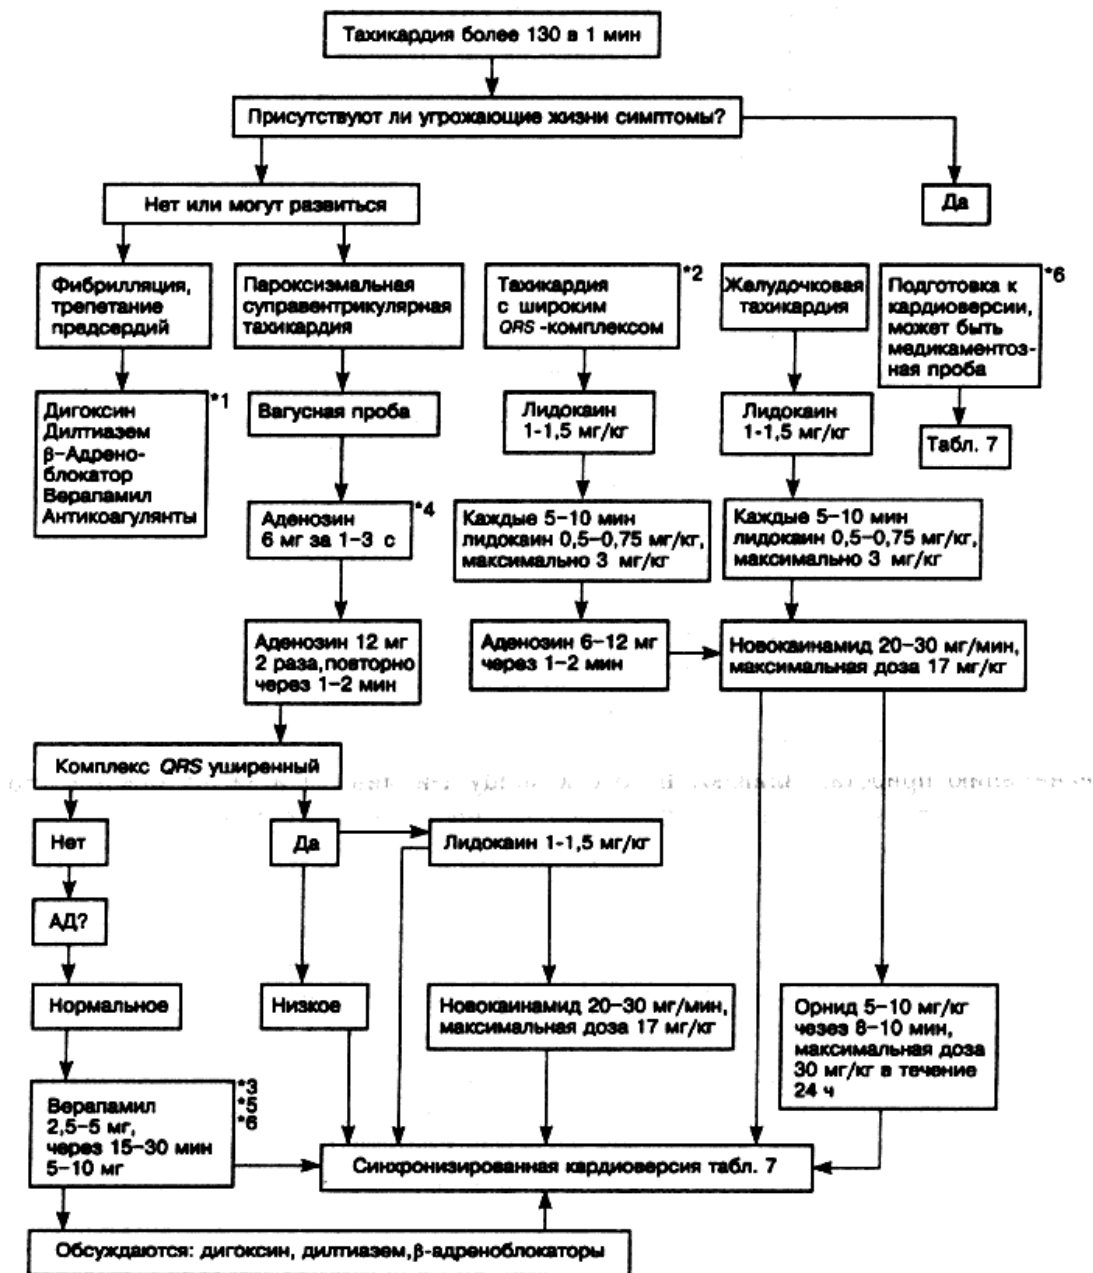 Тахикардия более 130 в 1 мин
Присутствуют ли угрожающие жизни симптомы?
Нет или могут развиться
Да
Фибрилляция,
трепетание
предсердий
Пароксизмальная
суправентрикулярная
тахикардия
Тахикардия
с широким
QRS-комплексом
*2
Желудочковая
тахикардия
Подготовка к
кардиоверсии,
может быть
медикаментоз-
ная проба
*6
Дигоксин
Дилтиазем
β-Адрено-
блокатор
Верапамил
Антикоагулянты
*1
Вагусная проба
Лидокаин
1-1,5 мг/кг
Лидокаин
1-1,5 мг/кг
Табл. 7
Аденозин
6 мг за 1-3 с
*4
Каждые 5-10 мин
лидокаин 0,5-0,75 мг/кг,
максимально 3 мг/кг
Каждые 5-10 мин
лидокаин 0,5-0,75 мг/кг,
максимально 3 мг/кг
Аденозин 12 мг
2 раза, повторно
через 1-2 мин
Аденозин 6-12 мг
через 1-2 мин
Новокаинамид 20-30 мг/мин,
максимальная доза 17 мг/кг
Комплекс QRS уширенный
Нет
Да
Лидокаин 1-1,5 мг/кг
АД?
Нормальное
Низкое
Новокаинамид 20-30 мг/мин,
максимальная доза 17 мг/кг
Орнид 5-10 мг/кг
чезез 8-10 мин,
максимальная доза
30 мг/кг в течение
24 ч
Верапамил
2,5-5 мг,
через 15-30 мин
5-10 мг
*3
*5
*6
Синхронизированная кардиоверсия табл. 7
Обсуждаются: дигоксин, дилтиазем, β-адреноблокаторы